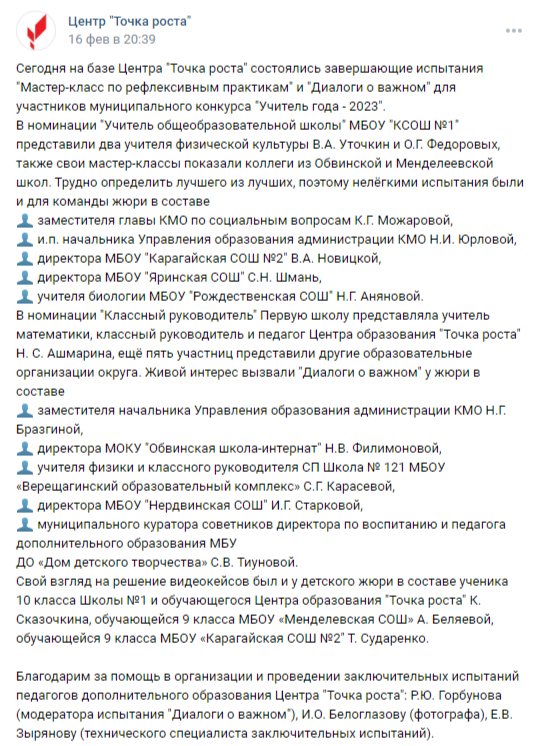 Центр "Точка роста"
16 фев в 20:39
Сегодня на базе Центра "Точка роста" состоялись завершающие испытания
"Мастер-класс по рефлексивным практикам" и "Диалоги о важном" для
участников муниципального конкурса "Учитель года - 2023".
В номинации "Учитель общеобразовательной школы" МБОУ "КСОШ №1"
представили два учителя физической культуры В.А. Уточкин и О.Г. Федоровых,
также свои мастер-классы показали коллеги из Обвинской и Менделеевской
школ. Трудно определить лучшего из лучших, поэтому нелёгкими испытания были
и для команды жюри в составе
👤 заместителя главы КМО по социальным вопросам К.Г. Можаровой,
👤 и.п. начальника Управления образования администрации КМО Н.И. Юрловой,
👤 директора МБОУ "Карагайская СОШ №2" В.А. Новицкой,
👤 директора МБОУ "Яринская СОШ" С.Н. Шмань,
👤 учителя биологии МБОУ "Рождественская СОШ" Н.Г. Аняновой.
В номинации "Классный руководитель" Первую школу представляла учитель
математики, классный руководитель и педагог Центра образования "Точка роста"
Н. С. Ашмарина, ещё пять участниц представили другие образовательные
организации округа. Живой интерес вызвали "Диалоги о важном" у жюри в
составе
👤 заместителя начальника Управления образования администрации КМО Н.Г.
Бразгиной,
👤 директора МОКУ "Обвинская школа-интернат" Н.В. Филимоновой,
👤 учителя физики и классного руководителя СП Школа № 121 МБОУ
«Верещагинский образовательный комплекс» С.Г. Карасевой,
👤 директора МБОУ "Нердвинская СОШ" И.Г. Старковой,
👤 муниципального куратора советников директора по воспитанию и педагога
дополнительного образования МБУ
ДО «Дом детского творчества» С.В. Тиуновой.
Свой взгляд на решение видеокейсов был и у детского жюри в составе ученика
10 класса Школы №1 и обучающегося Центра образования "Точка роста" К.
Сказочкина, обучающейся 9 класса МБОУ «Менделевская СОШ» А. Беляевой,
обучающейся 9 класса МБОУ «Карагайская СОШ №2" Т. Сударенко.
Благодарим за помощь в организации и проведении заключительных испытаний
педагогов дополнительного образования Центра "Точка роста": Р.Ю. Горбунова
(модератора испытания "Диалоги о важном"), И.О. Белоглазову (фотографа), Е.В.
Зырянову (технического специалиста заключительных испытаний).